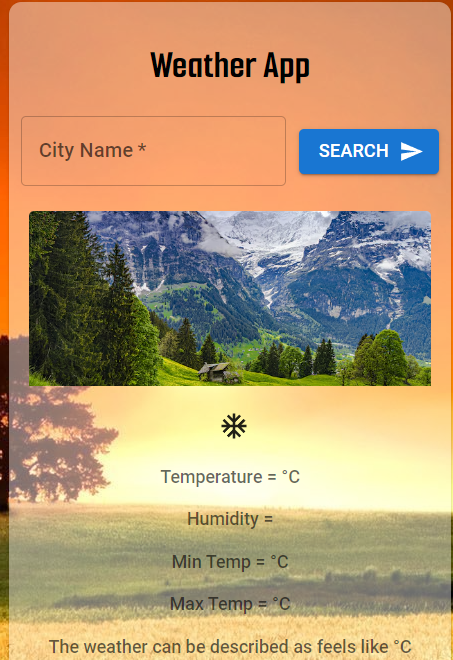 Weather App
City Name *
SEARCH
Temperature = °C
Humidity =
Min Temp = °C
Max Temp = °C
The weather can be described as feels like °C